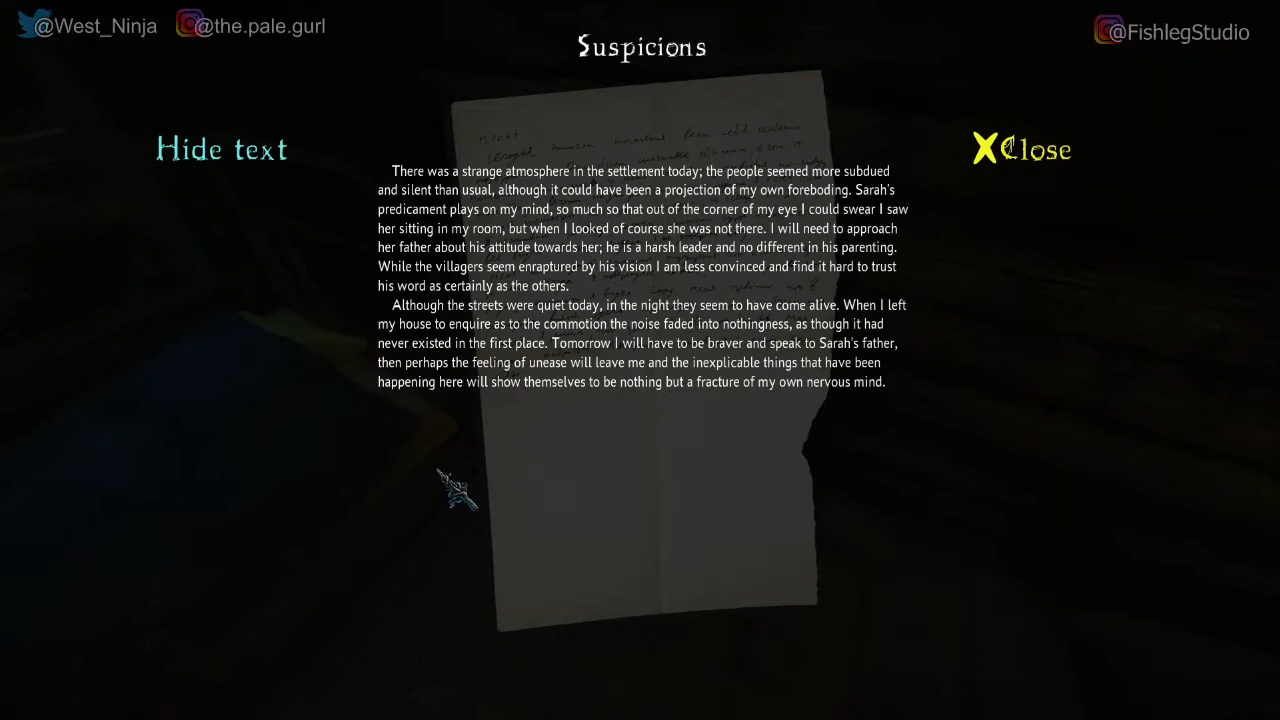 @West_Ninja @the.pale.gurl
@FishlegStudio
Suspicions
Hide text
Close
There was a strange atmosphere in the settlement today; the people seemed more subdued
and silent than usual, although it could have been a projection of my own foreboding. Sarah's
predicament plays on my mind, so much so that out of the corner of my eye I could swear I saw
her sitting in my room, but when I looked of course she was not there. I will need to approach
her father about his attitude towards her; he is a harsh leader and no different in his parenting.
While the villagers seem enraptured by his vision I am less convinced and find it hard to trust
his word as certainly as the others.
Although the streets were quiet today, in the night they seem to have come alive. When I left
my house to enquire as to the commotion the noise faded into nothingness, as though it had
never existed in the first place. Tomorrow I will have to be braver and speak to Sarah's father,
then perhaps the feeling of unease will leave me and the inexplicable things that have been
happening here will show themselves to be nothing but a fracture of my own nervous mind.